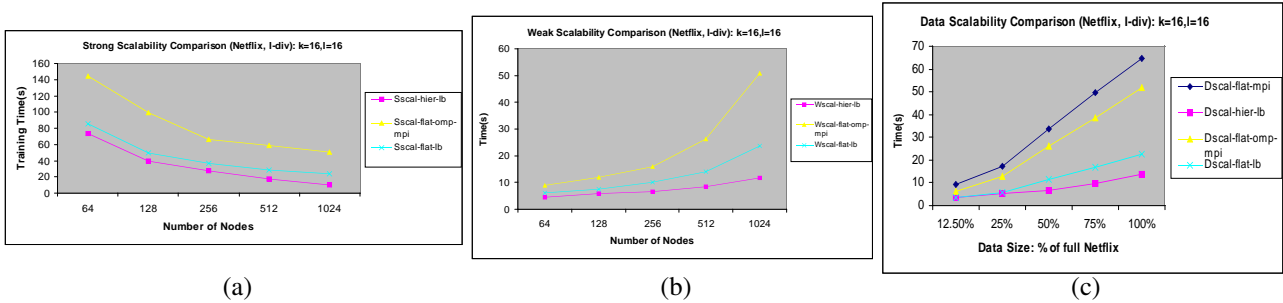 Strong Scalability Comparison (Netflix, I-div): k=16,l=16
160
140
120
100
80
60
40
20
0
Training Time(s)
64 128 256 512 1024
Number of Nodes
Sscal-hier-lb
Sscal-flat-omp-
mpi
Sscal-flat-lb
(a)
Weak Scalability Comparison (Netflix, I-div): k=16,l=16
60
50
40
30
20
10
0
Time(s)
64 128 256 512 1024
Number of Nodes
Wscal-hier-lb
Wscal-flat-omp-
mpi
Wscal-flat-lb
(b)
Data Scalability Comparison (Netflix, I-div): k=16,l=16
70
60
50
40
30
20
10
0
Time(s)
12.50% 25% 50% 75% 100%
Data Size: % of full Netflix
Dscal-flat-mpi
Dscal-hier-lb
Dscal-flat-omp-
mpi
Dscal-flat-lb
(c)